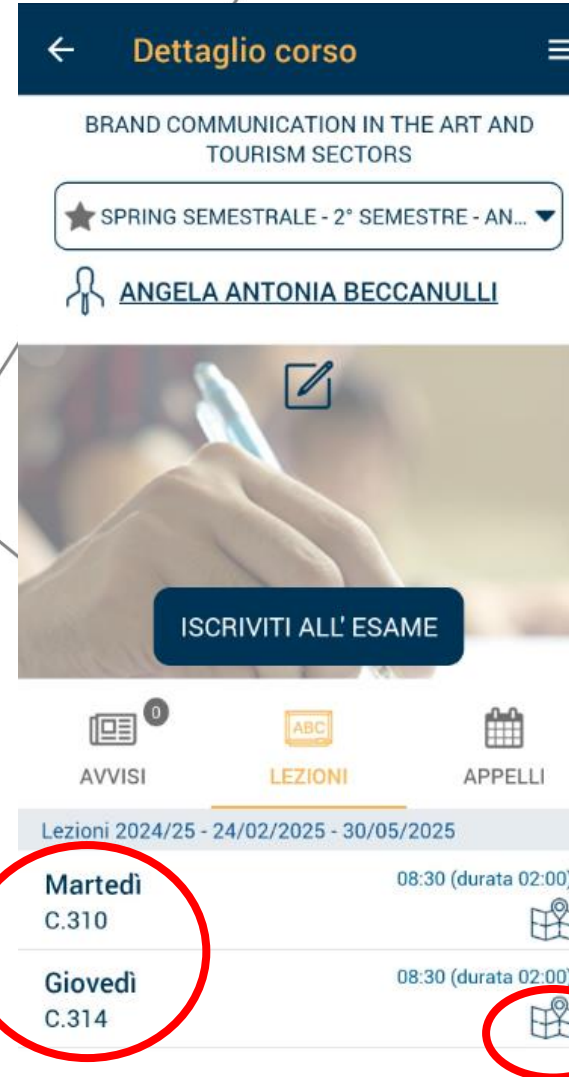 Dettaglio corso
BRAND COMMUNICATION IN THE ART AND
TOURISM SECTORS
SPRING SEMESTRALE - 2° SEMESTRE - AN...
ANGELA ANTONIA BECCANULLI
ISCRIVITI ALL' ESAME
0
ABC
AVVISI LEZIONI APPELLI
Lezioni 2024/25 - 24/02/2025 - 30/05/2025
Martedì 08:30 (durata 02:00)
C.310
Giovedì 08:30 (durata 02:00)
C.314